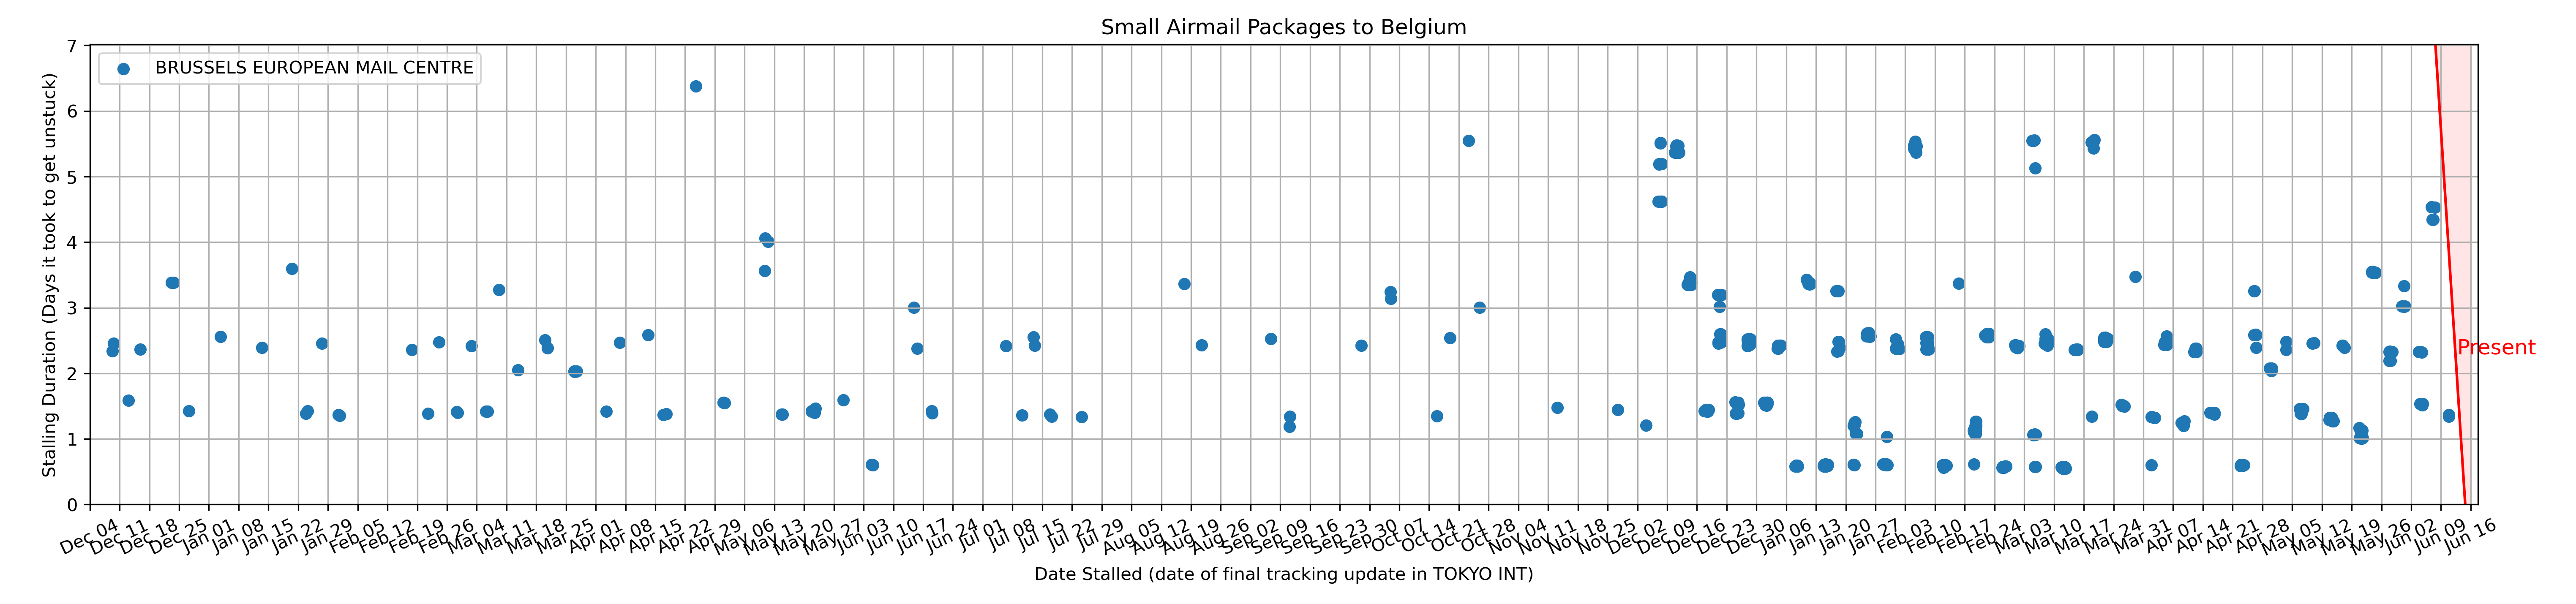 Small Airmail Packages to Belgium
BRUSSELS EUROPEAN MAIL CENTRE
Stalling Duration (Days it took to get unstuck)
7
6
5
4
3
2
1
0
Present
Dec 04 Dec 11 Dec 18 Dec 25 Jan 01 Jan 08 Jan 15 Jan 22 Jan 29 Feb 05 Feb 12 Feb 19 Feb 26 Mar 04 Mar 11 Mar 18 Mar 25 Apr 01 Apr 08 Apr 15 Apr 22 Apr 29 May 06 May 13 May 20 May 27 Jun 03 Jun 10 Jun 17 Jun 24 Jul 01 Jul 08 Jul 15 Jul 22 Jul 29 Aug 05 Aug 12 Aug 19 Aug 26 Sep 02 Sep 09 Sep 16 Sep 23 Sep 30 Oct 07 Oct 14 Oct 21 Oct 28 Nov 04 Nov 11 Nov 18 Nov 25 Dec 02 Dec 09 Dec 16 Dec 23 Dec 30 Jan 06 Jan 13 Jan 20 Jan 27 Feb 03 Feb 10 Feb 17 Feb 24 Mar 03 Mar 10 Mar 17 Mar 24 Mar 31 Apr 07 Apr 14 Apr 21 Apr 28 May 05 May 12 May 19 May 26 Jun 02 Jun 09 Jun 16
Date Stalled (date of final tracking update in TOKYO INT)